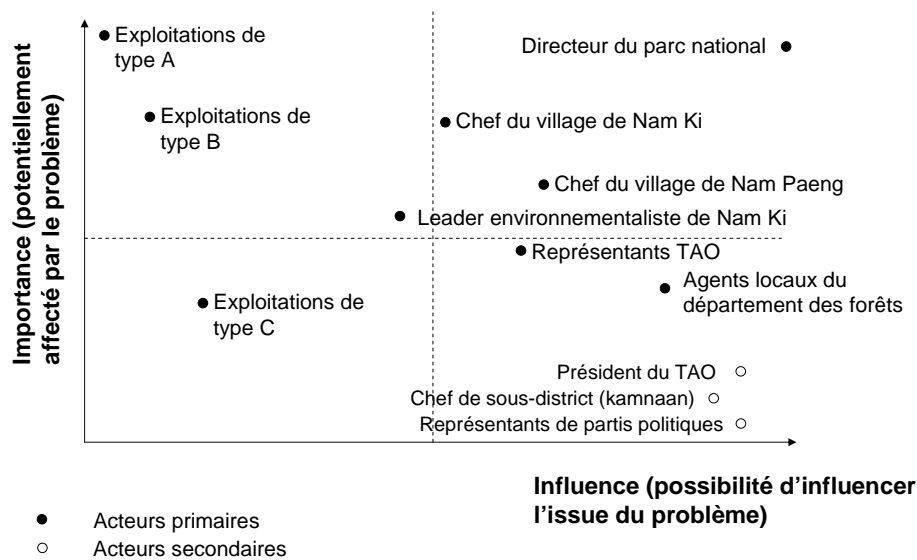 Importance (potentiellement
affecté par le problème)
Exploitations de
type A
Directeur du parc national
Exploitations de
type B
Chef du village de Nam Ki
Chef du village de Nam Paeng
Leader environnementaliste de Nam Ki
Représentants TAO
Exploitations de
type C
Agents locaux du
département des forêts
Président du TAO
Chef de sous-district (kamnaan)
Représentants de partis politiques
Influence (possibilité d’influencer
l’issue du problème)
Acteurs primaires
Acteurs secondaires